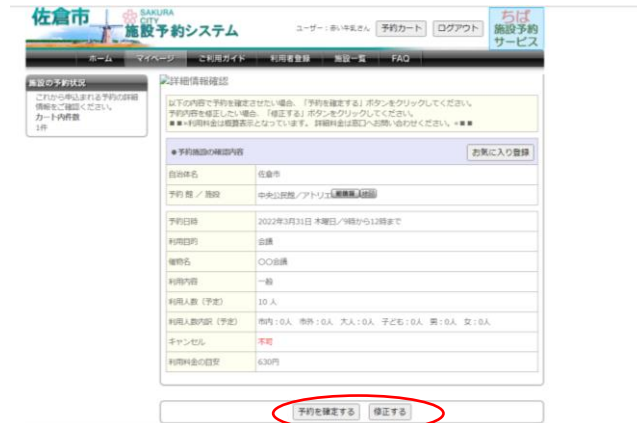 佐倉市
SAKURA
CITY
施設予約システム
ユーザー：赤い牛乳さん 予約カート ログアウト
ちば
施設予約
サービス
ホーム マイページ ご利用ガイド 利用者登録 施設一覧 FAQ
施設の予約状況
これから申込まれる予約の詳細
情報をご確認ください。
カート内件数
1件
詳細情報確認
以下の内容で予約を確定させたい場合、「予約を確定する」ボタンをクリックしてください。
予約内容を修正したい場合、「修正する」ボタンをクリックしてください。
■■=利用料金は概算表示となっています。詳細料金は窓口へお問い合わせください。=■■
●予約施設の確認内容 お気に入り登録
自治体名 佐倉市
予約 館 ／ 施設 中央公民館／アトリエ
予約日時 2022年3月31日 木曜日／9時から12時まで
利用目的 会議
催物名 〇〇会議
利用内容 一般
利用人数（予定） 10 人
利用人数内訳（予定） 市内：0人 市外：0人 大人：0人 子ども：0人 男：0人 女：0人
キャンセル 不可
利用料金の目安 630円
予約を確定する 修正する